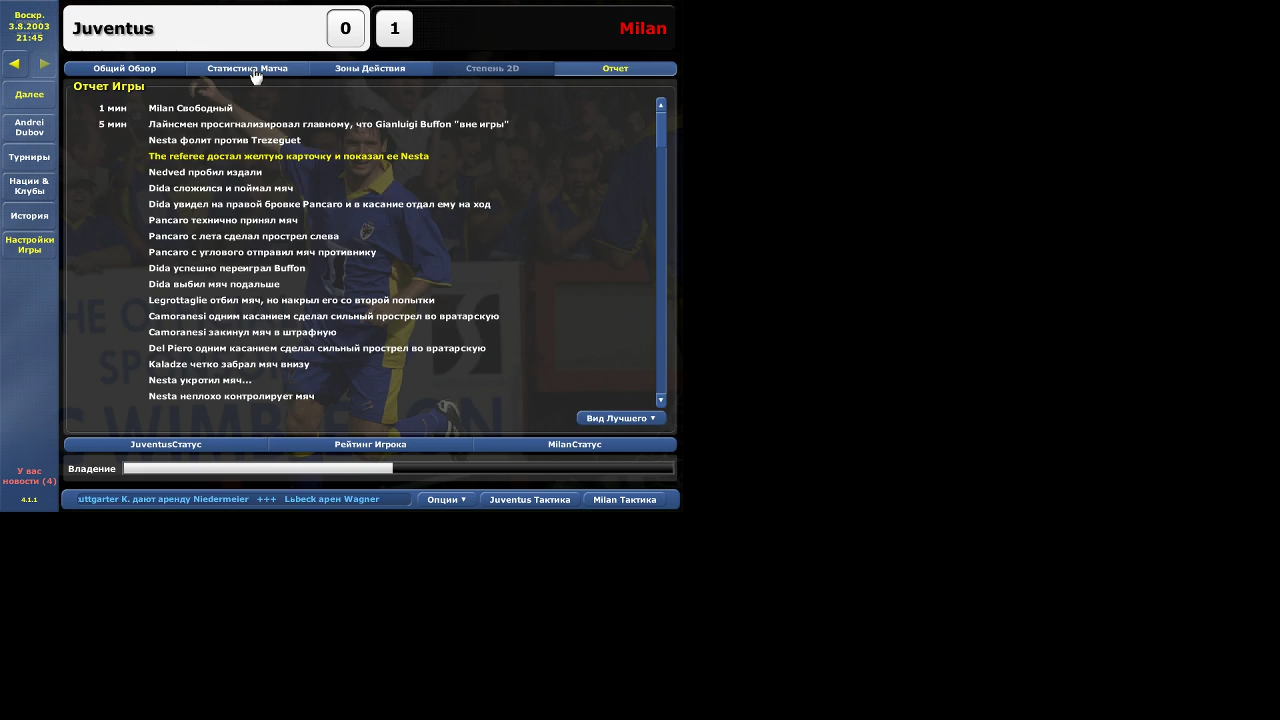 Воскр.
3.8.2003
21:45
Далее
Andrei
Dubov
Турниры
Нации &
Клубы
История
Настройки
Игры
У вас
новости (4)
4.1.1
Juventus 0 1 Milan
Общий Обзор Статистика Матча Зоны Действия Степень 2D Отчет
Отчет Игры
1 мин Milan Свободный
5 мин Лайнсмен просигнализировал главному, что Gianluigi Buffon "вне игры"
Nesta фолит против Trezeguet
The referee достал желтую карточку и показал ее Nesta
Nedved пробил издали
Dida сложился и поймал мяч
Dida увидел на правой бровке Pancaro и в касание отдал ему на ход
Pancaro технично принял мяч
Pancaro с лета сделал прострел слева
Pancaro с углового отправил мяч противнику
Dida успешно переиграл Buffon
Dida выбил мяч подальше
Legrottaglie отбил мяч, но накрыл его со второй попытки
Camoranesi одним касанием сделал сильный прострел во вратарскую
Camoranesi закинул мяч в штрафную
Del Piero одним касанием сделал сильный прострел во вратарскую
Kaladze четко забрал мяч внизу
Nesta укротил мяч...
Nesta неплохо контролирует мяч
Вид Лучшего
JuventusСтатус Рейтинг Игрока MilanСтатус
Владение
uttgarter K. дают аренду Niedermeier +++ Lьbeck арен Wagner Опции Juventus Тактика Milan Тактика